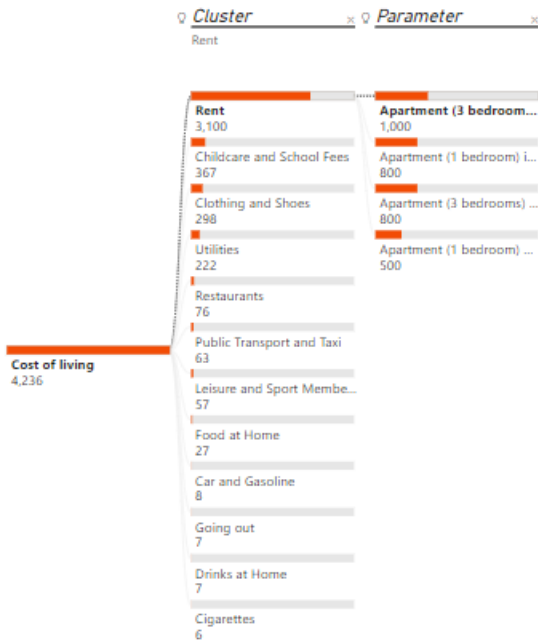 Cluster
Parameter
Rent
Cost of living
4,236
Rent
3,100
Childcare and School Fees
367
Clothing and Shoes
298
Utilities
222
Restaurants
76
Public Transport and Taxi
63
Leisure and Sport Membe...
57
Food at Home
27
Car and Gasoline
8
Going out
7
Drinks at Home
7
Cigarettes
6
Apartment (3 bedroom...
1,000
Apartment (1 bedroom) i...
800
Apartment (3 bedrooms) ...
800
Apartment (1 bedroom) ...
500